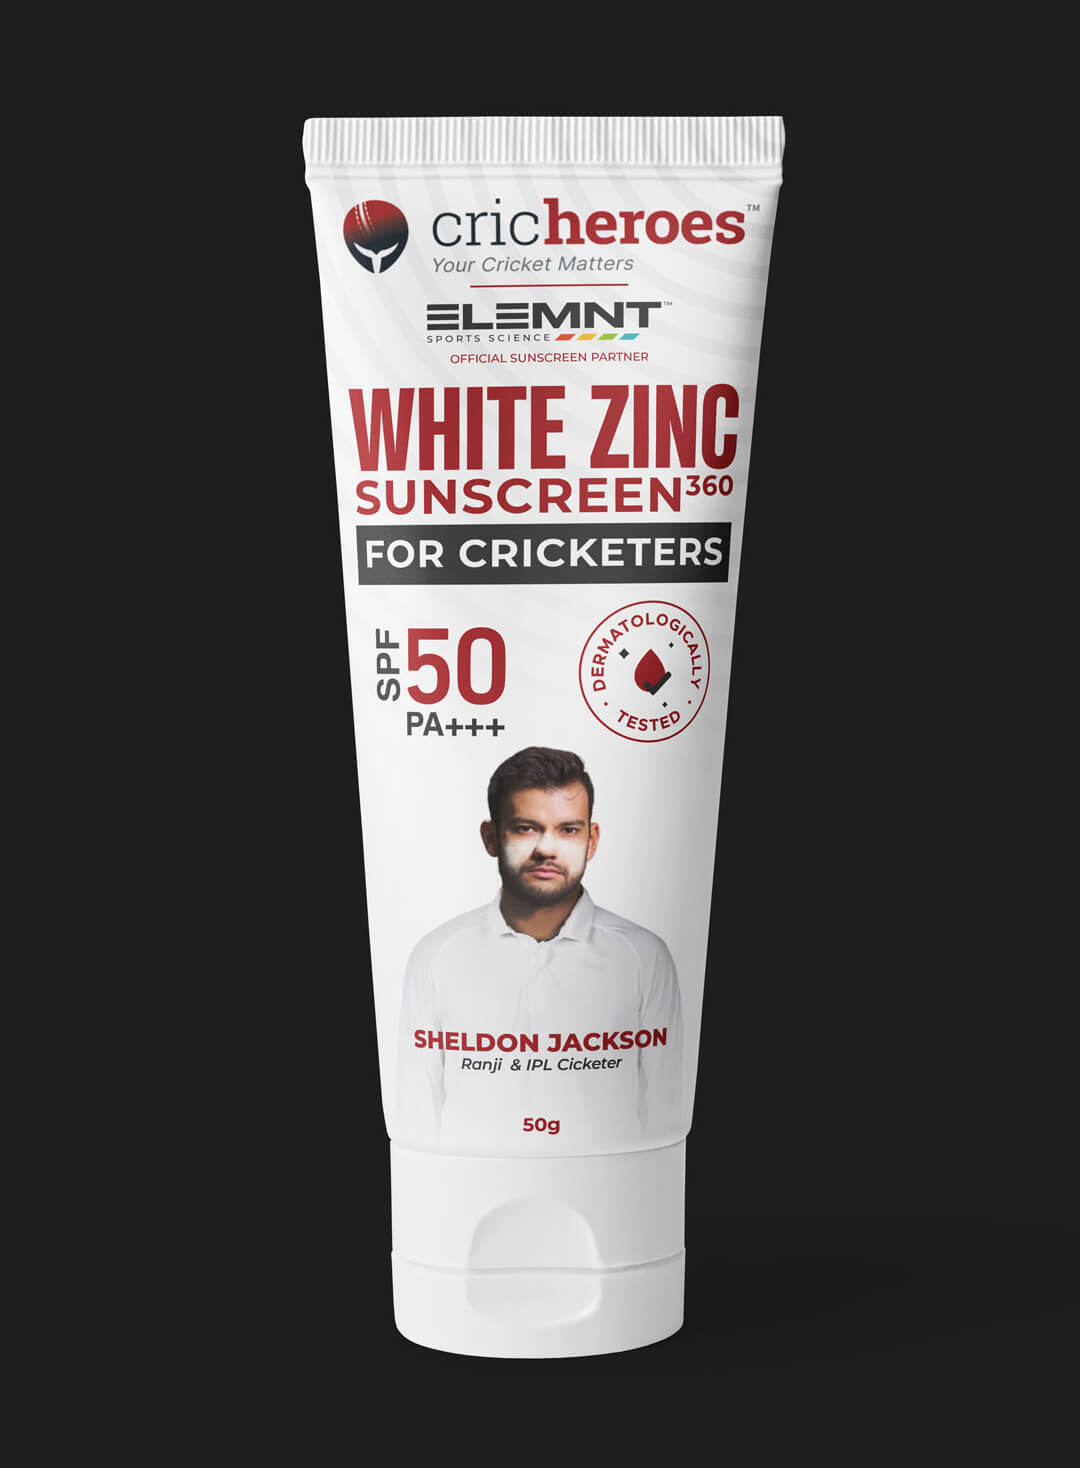 cricheroes™
Your Cricket Matters
ELEMNT™
SPORTS SCIENCE
OFFICIAL SUNSCREEN PARTNER
WHITE ZINC
SUNSCREEN³⁶⁰
FOR CRICKETERS
SPF 50
PA+++
DERMATOLOGICALLY
TESTED
SHELDON JACKSON
Ranji & IPL Cicketer
50g